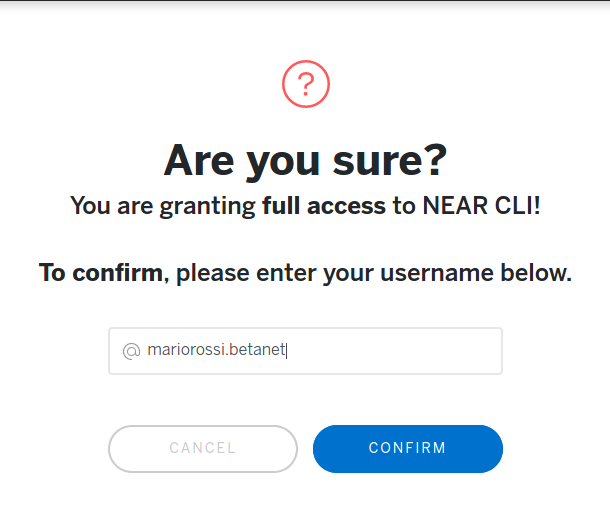 ?
Are you sure?
You are granting full access to NEAR CLI!
To confirm, please enter your username below.
@ mariorossi.betanet
CANCEL CONFIRM